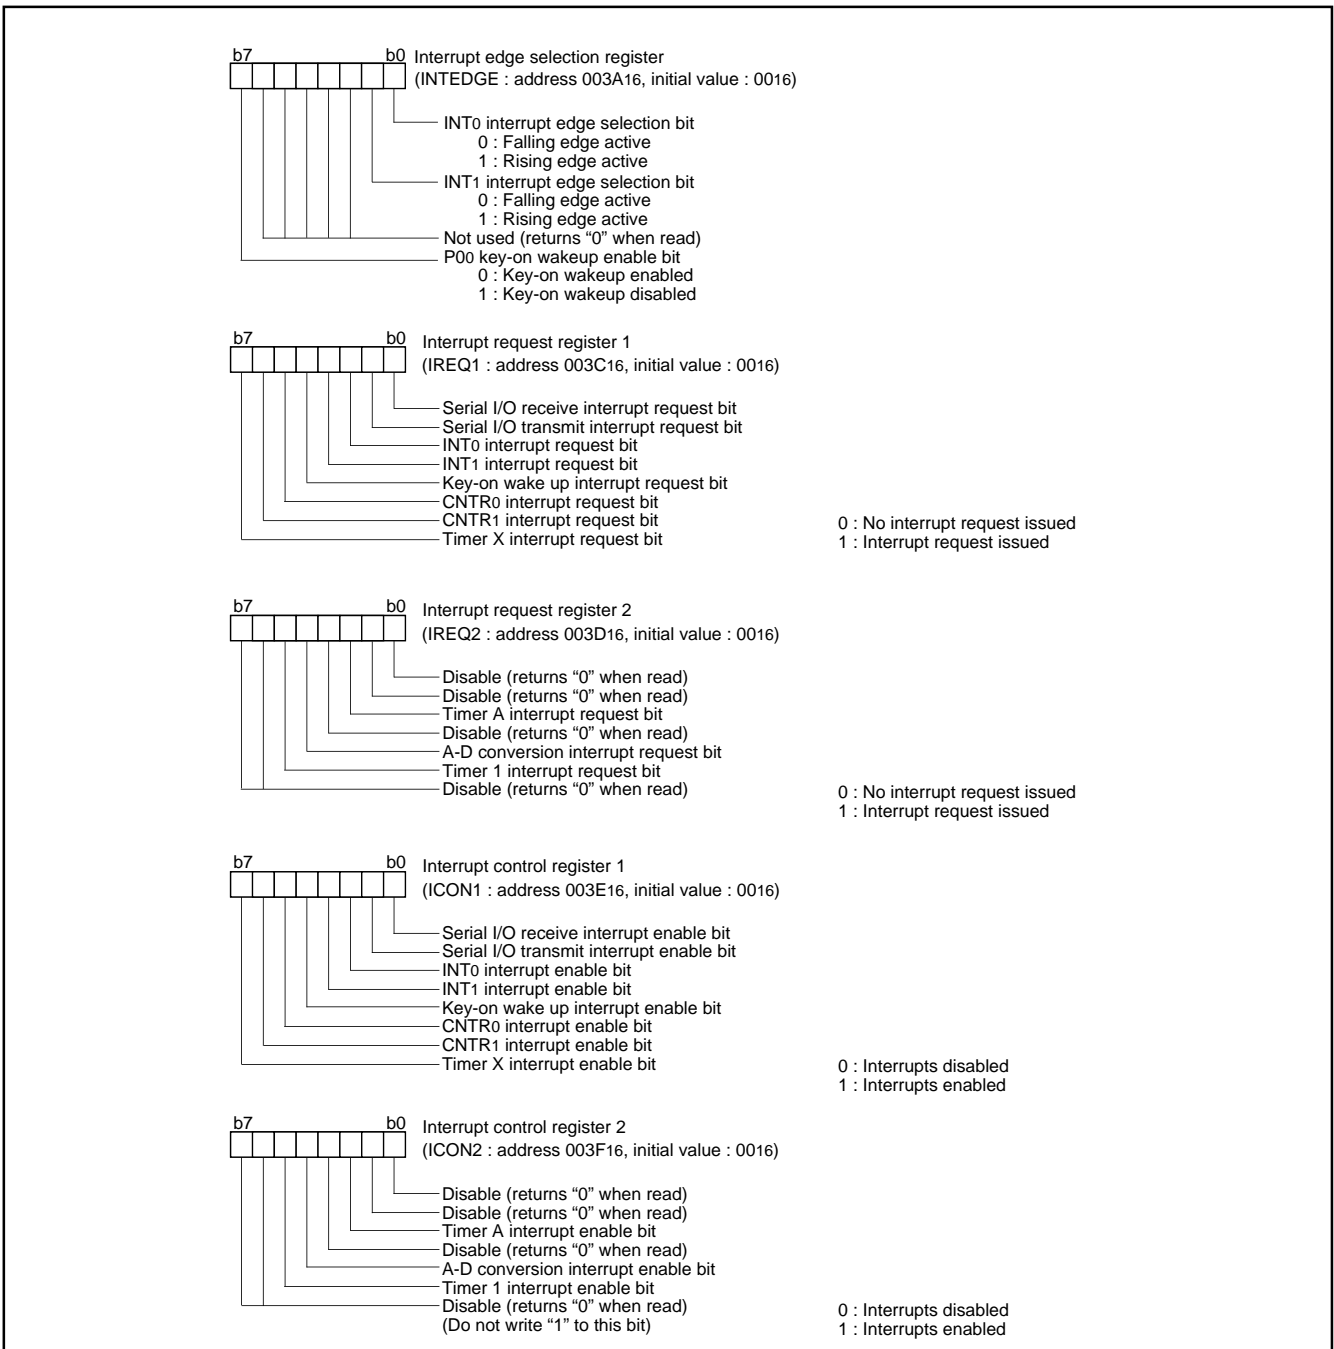 b7 b0 Interrupt edge selection register
(INTEDGE : address 003A16, initial value : 0016)
INT0 interrupt edge selection bit
0 : Falling edge active
1 : Rising edge active
INT1 interrupt edge selection bit
0 : Falling edge active
1 : Rising edge active
Not used (returns “0” when read)
P00 key-on wakeup enable bit
0 : Key-on wakeup enabled
1 : Key-on wakeup disabled
b7 b0 Interrupt request register 1
(IREQ1 : address 003C16, initial value : 0016)
Serial I/O receive interrupt request bit
Serial I/O transmit interrupt request bit
INT0 interrupt request bit
INT1 interrupt request bit
Key-on wake up interrupt request bit
CNTR0 interrupt request bit
CNTR1 interrupt request bit
Timer X interrupt request bit
0 : No interrupt request issued
1 : Interrupt request issued
b7 b0 Interrupt request register 2
(IREQ2 : address 003D16, initial value : 0016)
Disable (returns “0” when read)
Disable (returns “0” when read)
Timer A interrupt request bit
Disable (returns “0” when read)
A-D conversion interrupt request bit
Timer 1 interrupt request bit
Disable (returns “0” when read)
0 : No interrupt request issued
1 : Interrupt request issued
b7 b0 Interrupt control register 1
(ICON1 : address 003E16, initial value : 0016)
Serial I/O receive interrupt enable bit
Serial I/O transmit interrupt enable bit
INT0 interrupt enable bit
INT1 interrupt enable bit
Key-on wake up interrupt enable bit
CNTR0 interrupt enable bit
CNTR1 interrupt enable bit
Timer X interrupt enable bit
0 : Interrupts disabled
1 : Interrupts enabled
b7 b0 Interrupt control register 2
(ICON2 : address 003F16, initial value : 0016)
Disable (returns “0” when read)
Disable (returns “0” when read)
Timer A interrupt enable bit
Disable (returns “0” when read)
A-D conversion interrupt enable bit
Timer 1 interrupt enable bit
Disable (returns “0” when read)
(Do not write “1” to this bit)
0 : Interrupts disabled
1 : Interrupts enabled